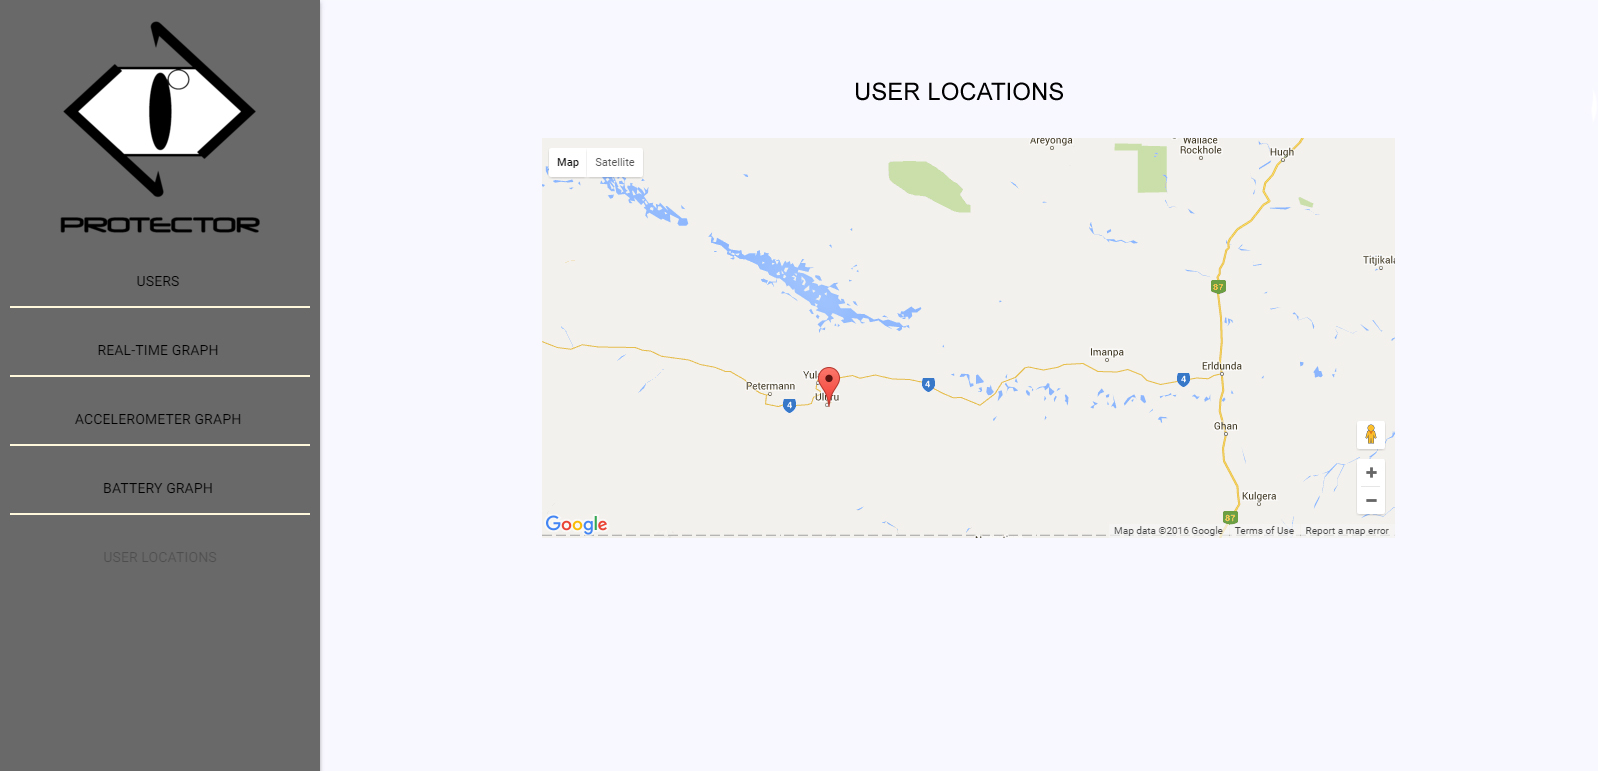 PROTECTOR
USERS
REAL-TIME GRAPH
ACCELEROMETER GRAPH
BATTERY GRAPH
USER LOCATIONS
USER LOCATIONS
Map Satellite
Areyonga
Wallace
Rockhole
Hugh
Titjikala
87
Imanpa
Erldunda
4
4
Petermann
4
Uluru
Ghan
Kulgera
87
Google
Map data ©2016 Google Terms of Use Report a map error